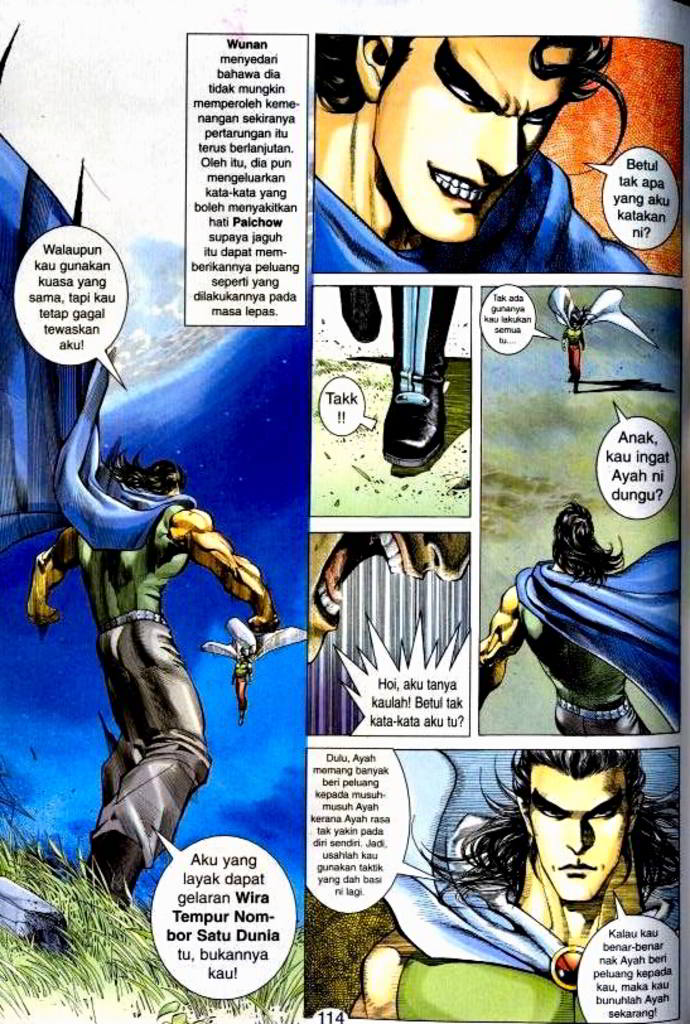 Wunan
menyedari
bahawa dia
tidak mungkin
memperoleh keme-
nangan sekiranya
pertarungan itu
terus berlanjutan.
Oleh itu, dia pun
mengeluarkan
kata-kata yang
boleh menyakitkan
hati Paichow
supaya jaguh
itu dapat mem-
berikannya peluang
seperti yang
dilakukannya pada
masa lepas.
Walaupun
kau gunakan
kuasa yang
sama, tapi kau
tetap gagal
tewaskan
aku!
Aku yang
layak dapat
gelaran Wira
Tempur Nom-
bor Satu Dunia
tu, bukannya
kau!
Betul
tak apa
yang aku
katakan
ni?
Takk
!!
Tak ada
gunanya
kau lakukan
semua
tu....
Anak,
kau ingat
Ayah ni
dungu?
Hoi, aku tanya
kaulah! Betul tak
kata-kata aku tu?
Dulu, Ayah
memang banyak
beri peluang
kepada musuh-
musuh Ayah
kerana Ayah rasa
tak yakin pada
diri sendiri. Jadi,
usahlah kau
gunakan taktik
yang dah basi
ni lagi.
Kalau kau
benar-benar
nak Ayah beri
peluang kepada
kau, maka kau
bunuhlah Ayah
sekarang!
114